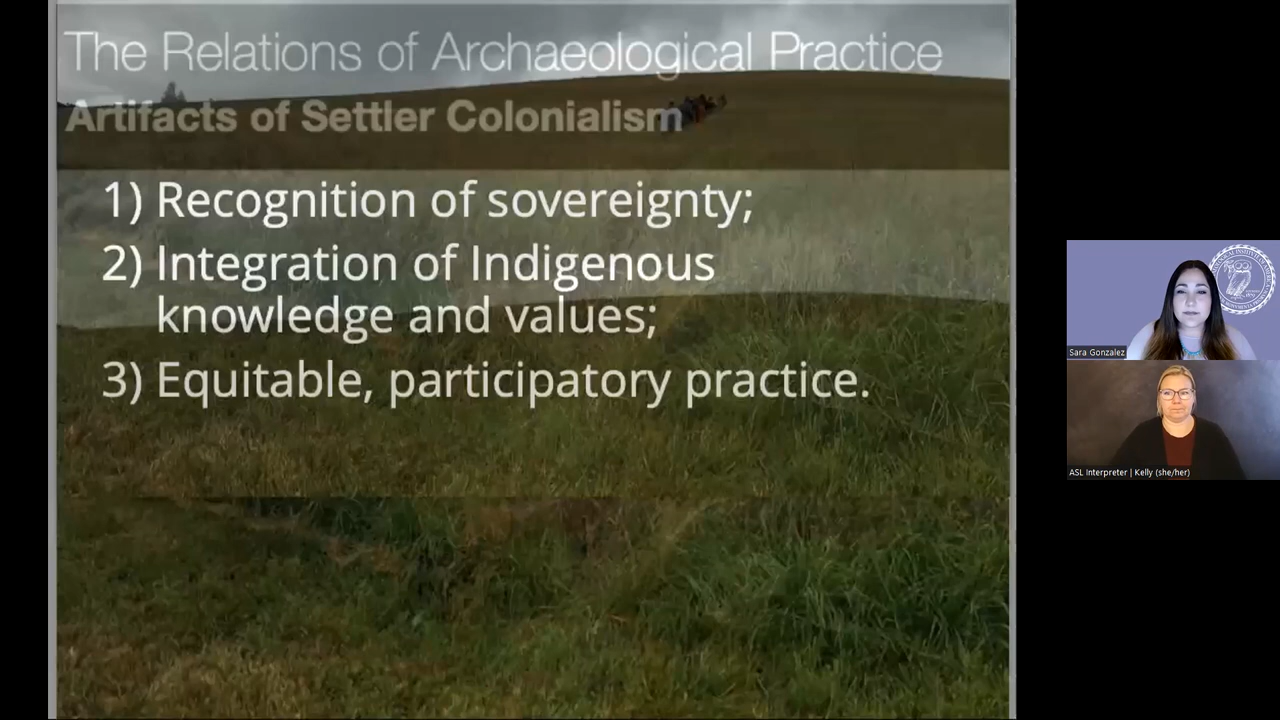 The Relations of Archaeological Practice
Artifacts of Settler Colonialism
1) Recognition of sovereignty;
2) Integration of Indigenous
knowledge and values;
3) Equitable, participatory practice.
Sara Gonzalez
ASL Interpreter | Kelly (she/her)